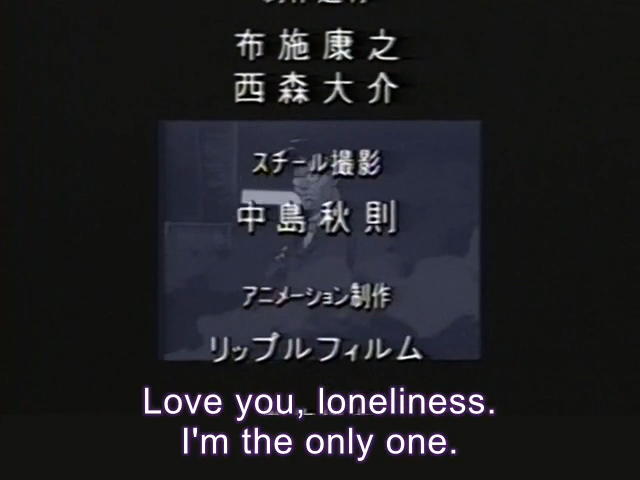 布施康之
西森大介
スチール撮影
中島秋則
アニメーション制作
リップルフィルム
Love you, loneliness.
I'm the only one.